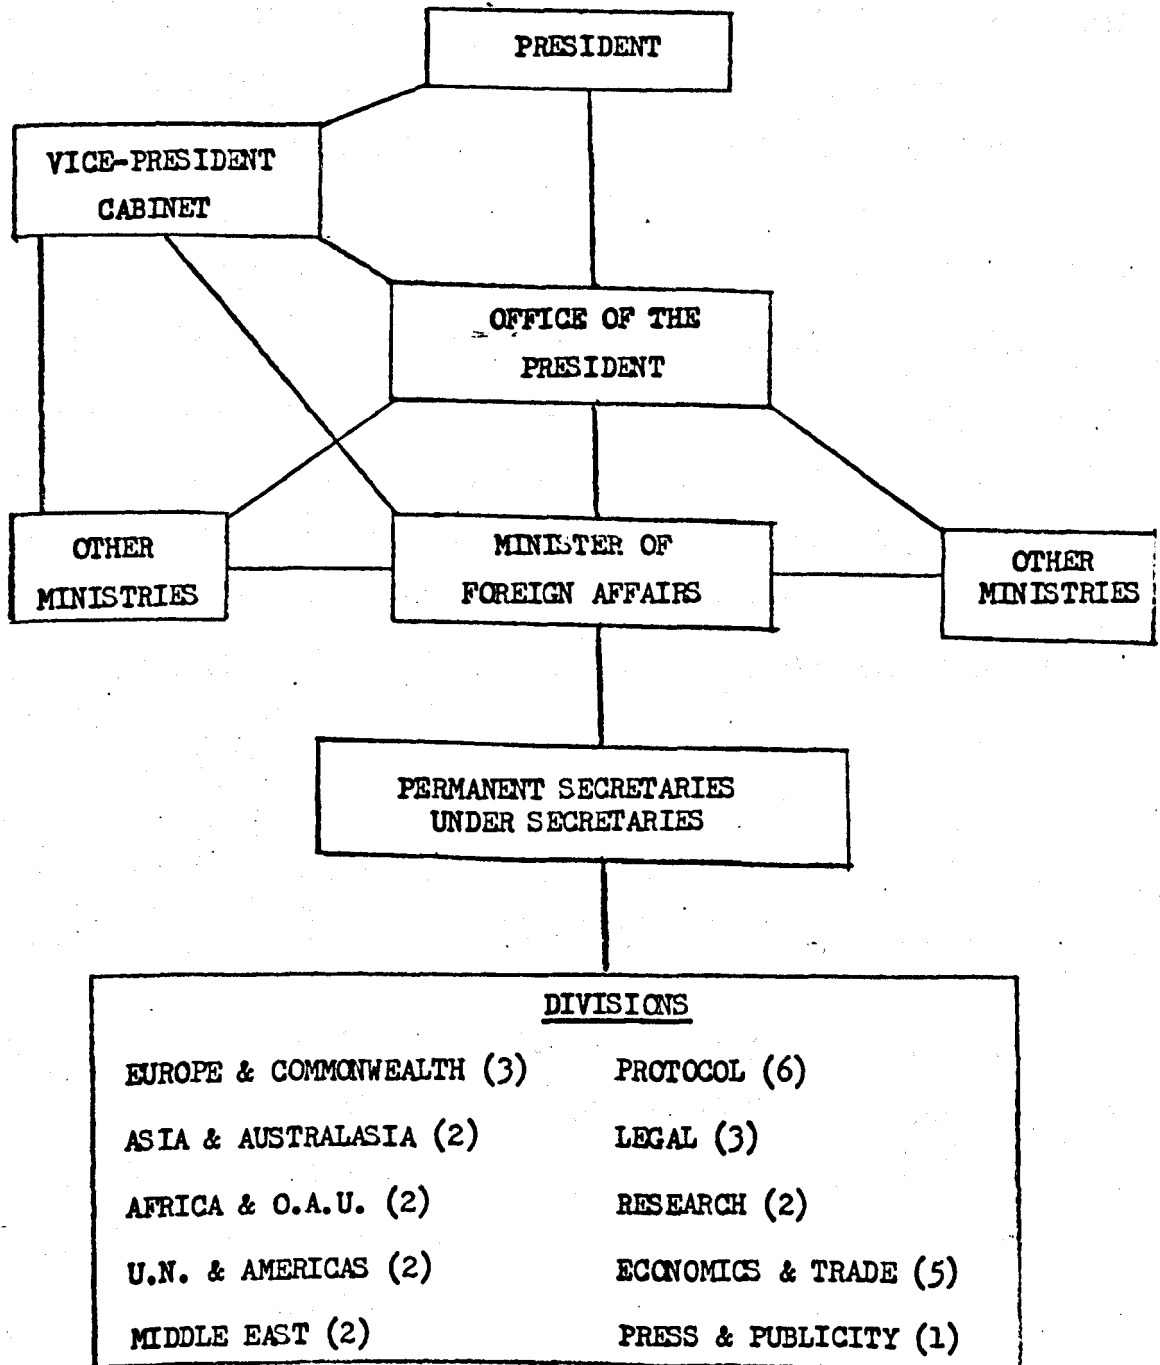 PRESIDENT
VICE-PRESIDENT
CABINET
OFFICE OF THE
PRESIDENT
OTHER
MINISTRIES
MINISTER OF
FOREIGN AFFAIRS
OTHER
MINISTRIES
PERMANENT SECRETARIES
UNDER SECRETARIES
DIVISIONS
EUROPE & COMMONWEALTH (3)
PROTOCOL (6)
ASIA & AUSTRALASIA (2)
LEGAL (3)
AFRICA & O.A.U. (2)
RESEARCH (2)
U.N. & AMERICAS (2)
ECONOMICS & TRADE (5)
MIDDLE EAST (2)
PRESS & PUBLICITY (1)